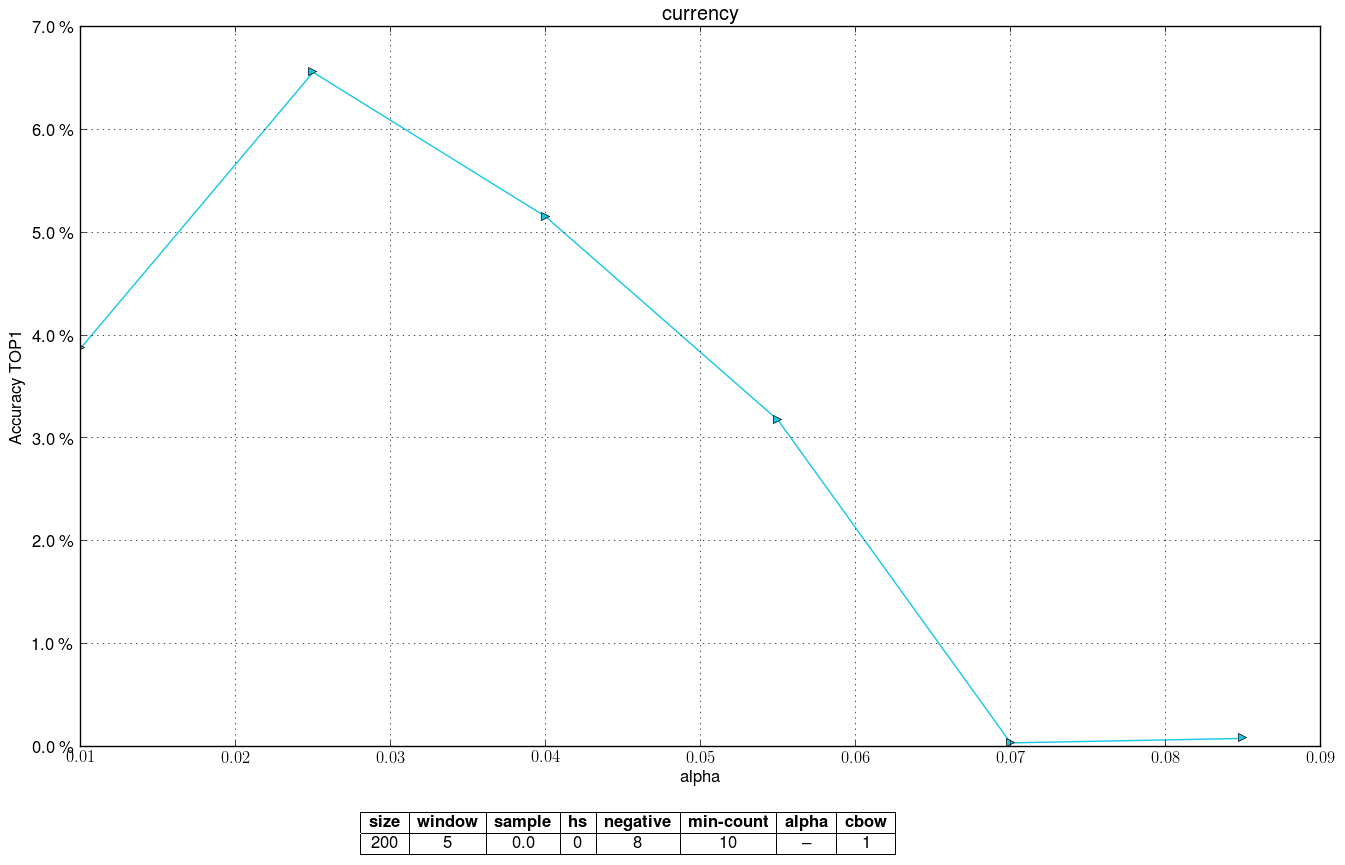 currency
7.0 %
6.0 %
5.0 %
4.0 %
3.0 %
2.0 %
1.0 %
0.0 %
Accuracy TOP1
0.01 0.02 0.03 0.04 0.05 0.06 0.07 0.08 0.09
alpha
size window sample hs negative min-count alpha cbow
200 5 0.0 0 8 10 – 1